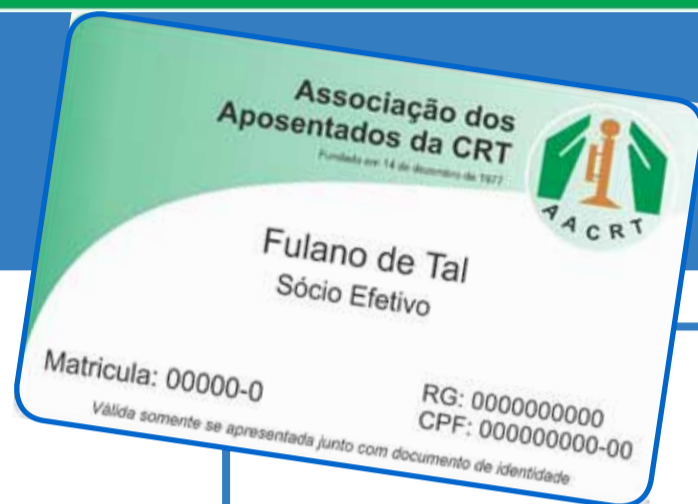 Associação dos
Aposentados da CRT
Fundada em 14 de dezembro de 1977
AACRT
Fulano de Tal
Sócio Efetivo
Matricula: 00000-0
RG: 0000000000
CPF: 000000000-00
Válida somente se apresentada junto com documento de identidade